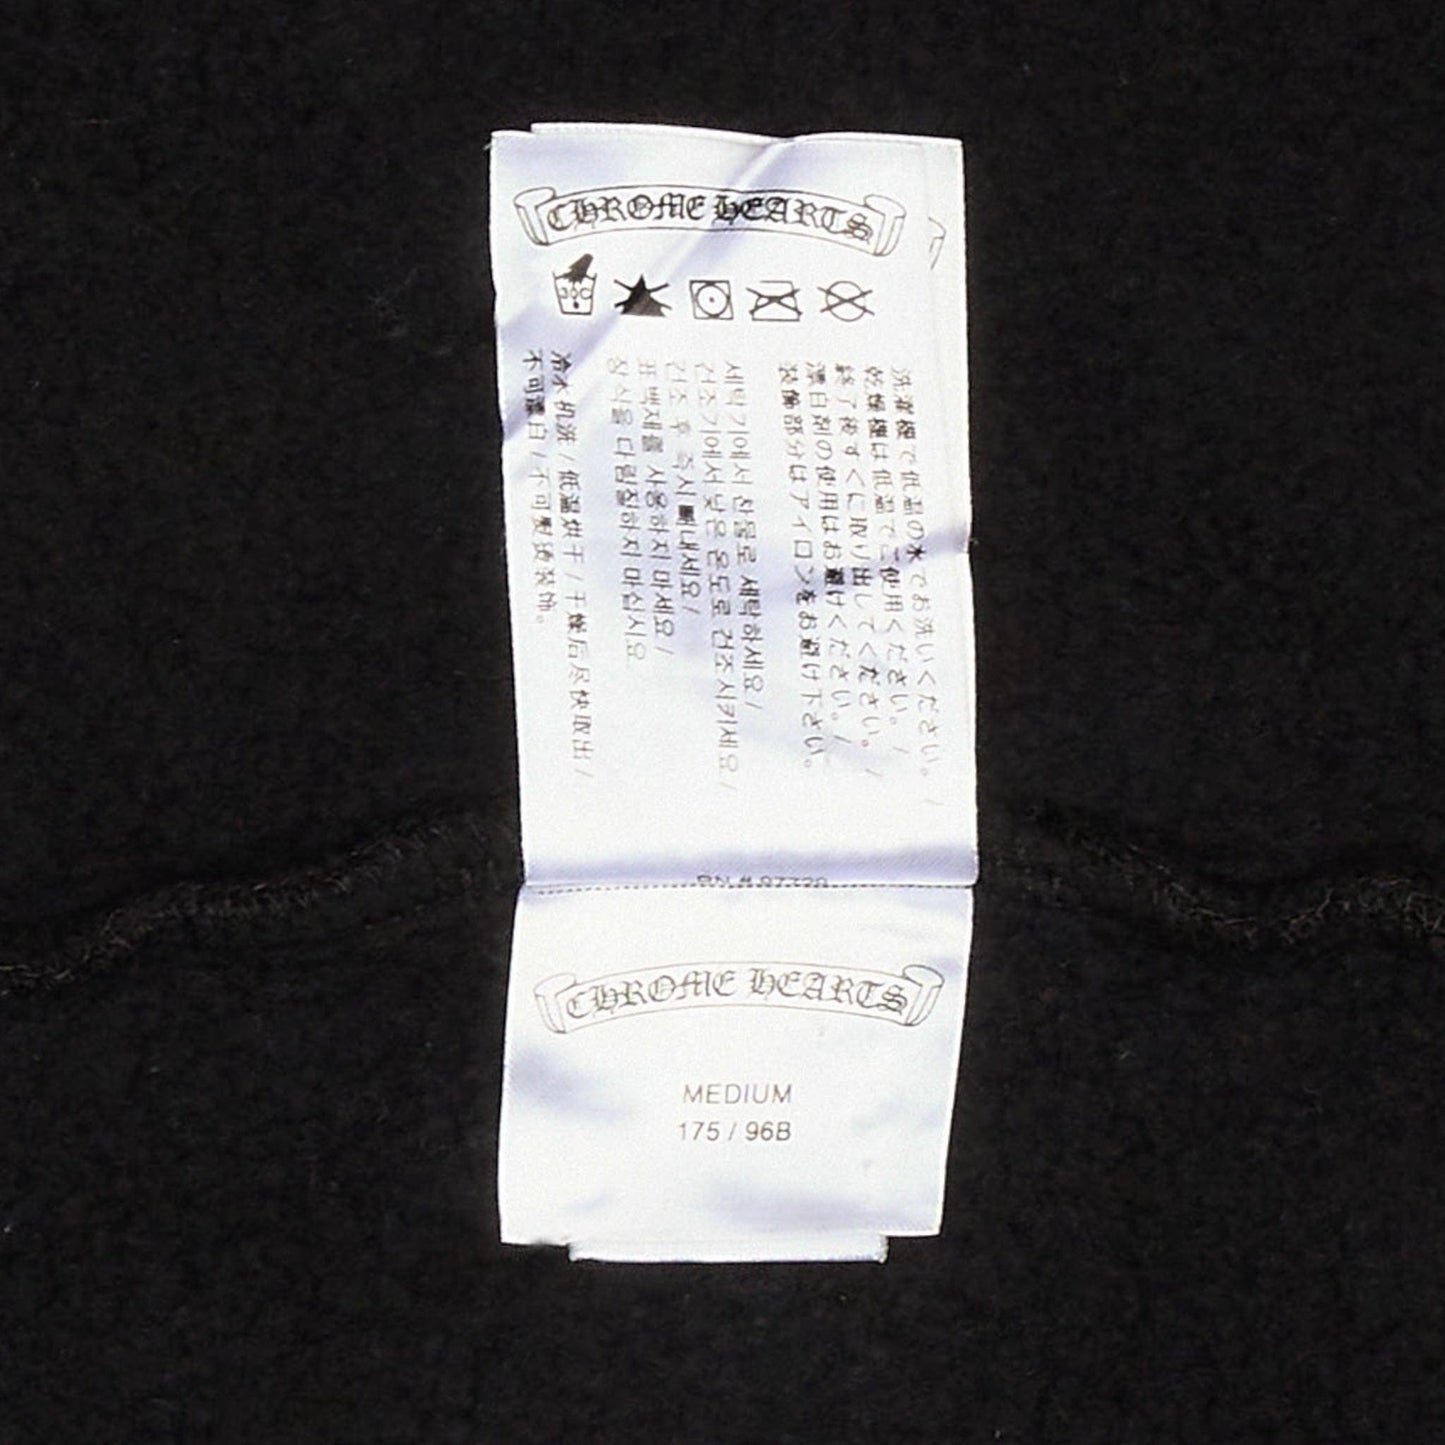 CHROME HEARTS
30C
洗濯機で低温の水でお洗いください。/
乾燥機は低温でご使用ください。/
終了後すぐに取り出してください。/
漂白剤の使用はお避けください。/
装飾部分はアイロンをお避け下さい。
세탁기에서 찬물로 세탁하세요/
건조기에서 낮은 온도로 건조시키세요/
건조 후 즉시 빼내세요/
표백제를 사용하지 마세요/
장식을 다림질하지 마십시요
冷水机洗/低温烘干/干燥后尽快取出/
不可漂白/不可熨烫装饰。
RN # 97728
CHROME HEARTS
MEDIUM
175 / 96B